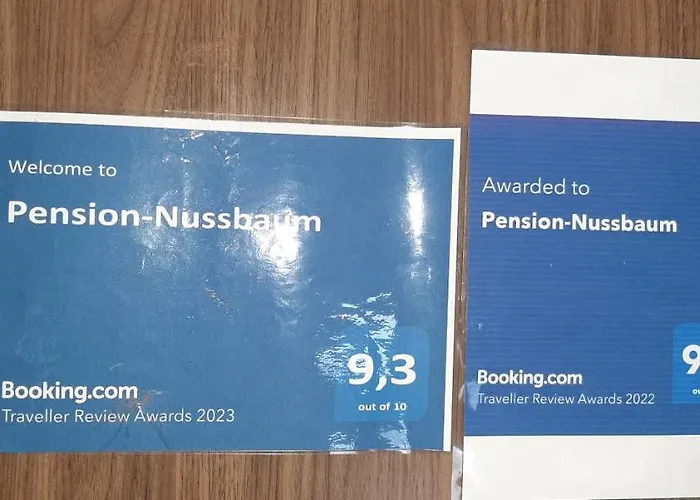 Welcome to
Pension-Nussbaum
9,3
out of 10
Booking.com
Traveller Review Awards 2023
Awarded to
Pension-Nussbaum
9
Booking.com
Traveller Review Awards 2022